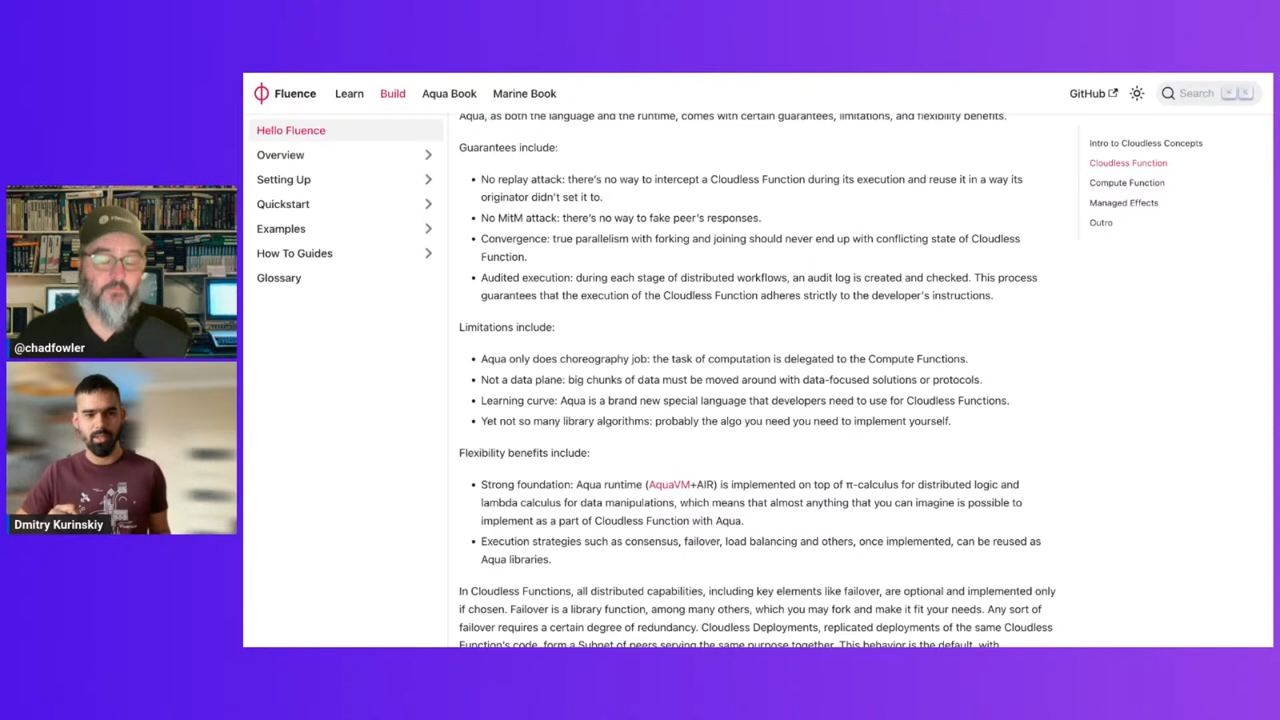 Fluence
Learn
Build
Aqua Book
Marine Book
GitHub
Search
Hello Fluence
Overview
Setting Up
Quickstart
Examples
How To Guides
Glossary
Aqua, as both the language and the runtime, comes with certain guarantees, limitations, and flexibility benefits.
Guarantees include:
• No replay attack: there's no way to intercept a Cloudless Function during its execution and reuse it in a way its
originator didn't set it to.
• No MitM attack: there's no way to fake peer's responses.
• Convergence: true parallelism with forking and joining should never end up with conflicting state of Cloudless
Function.
• Audited execution: during each stage of distributed workflows, an audit log is created and checked. This process
guarantees that the execution of the Cloudless Function adheres strictly to the developer's instructions.
Limitations include:
• Aqua only does choreography job: the task of computation is delegated to the Compute Functions.
• Not a data plane: big chunks of data must be moved around with data-focused solutions or protocols.
• Learning curve: Aqua is a brand new special language that developers need to use for Cloudless Functions.
• Yet not so many library algorithms: probably the algo you need you need to implement yourself.
Flexibility benefits include:
• Strong foundation: Aqua runtime (AquaVM+AIR) is implemented on top of π-calculus for distributed logic and
lambda calculus for data manipulations, which means that almost anything that you can imagine is possible to
implement as a part of Cloudless Function with Aqua.
• Execution strategies such as consensus, failover, load balancing and others, once implemented, can be reused as
Aqua libraries.
In Cloudless Functions, all distributed capabilities, including key elements like failover, are optional and implemented only
if chosen. Failover is a library function, among many others, which you may fork and make it fit your needs. Any sort of
failover requires a certain degree of redundancy. Cloudless Deployments, replicated deployments of the same Cloudless
Function's code, form a Subnet of peers serving the same purpose together. This behavior is the default, with
Intro to Cloudless Concepts
Cloudless Function
Compute Function
Managed Effects
Outro
@chadfowler
Dmitry Kurinskiy